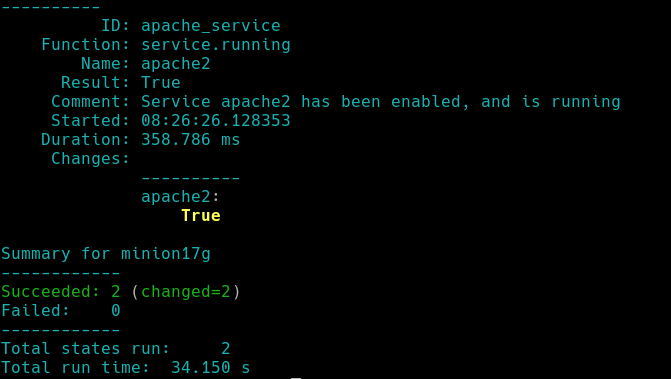 ----------
          ID: apache_service
    Function: service.running
        Name: apache2
      Result: True
     Comment: Service apache2 has been enabled, and is running
     Started: 08:26:26.128353
    Duration: 358.786 ms
     Changes:
              ----------
              apache2:
                  True
Summary for minion17g
------------
Succeeded: 2 (changed=2)
Failed:    0
------------
Total states run:     2
Total run time:  34.150 s